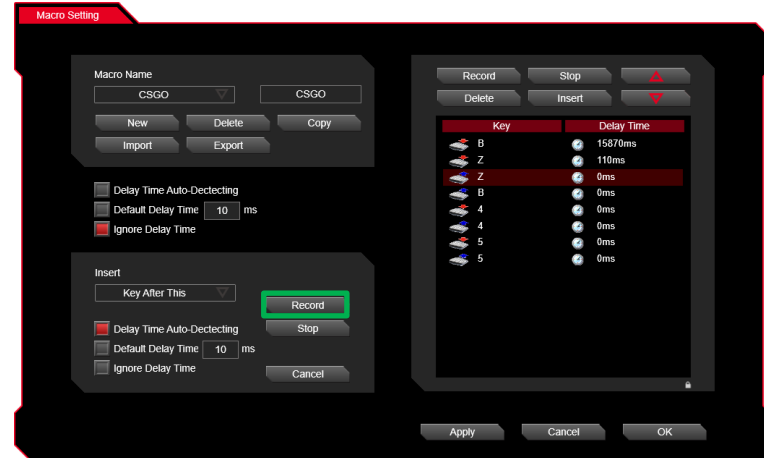 Macro Setting
Macro Name
CSGO
CSGO
New Delete Copy
Import Export
Delay Time Auto-Dectecting
Default Delay Time 10 ms
Ignore Delay Time
Insert
Key After This
Record
Delay Time Auto-Dectecting Stop
Default Delay Time 10 ms
Ignore Delay Time
Cancel
Record Stop
Delete Insert
Key Delay Time
B 15870ms
Z 110ms
Z 0ms
B 0ms
4 0ms
4 0ms
5 0ms
5 0ms
Apply Cancel OK